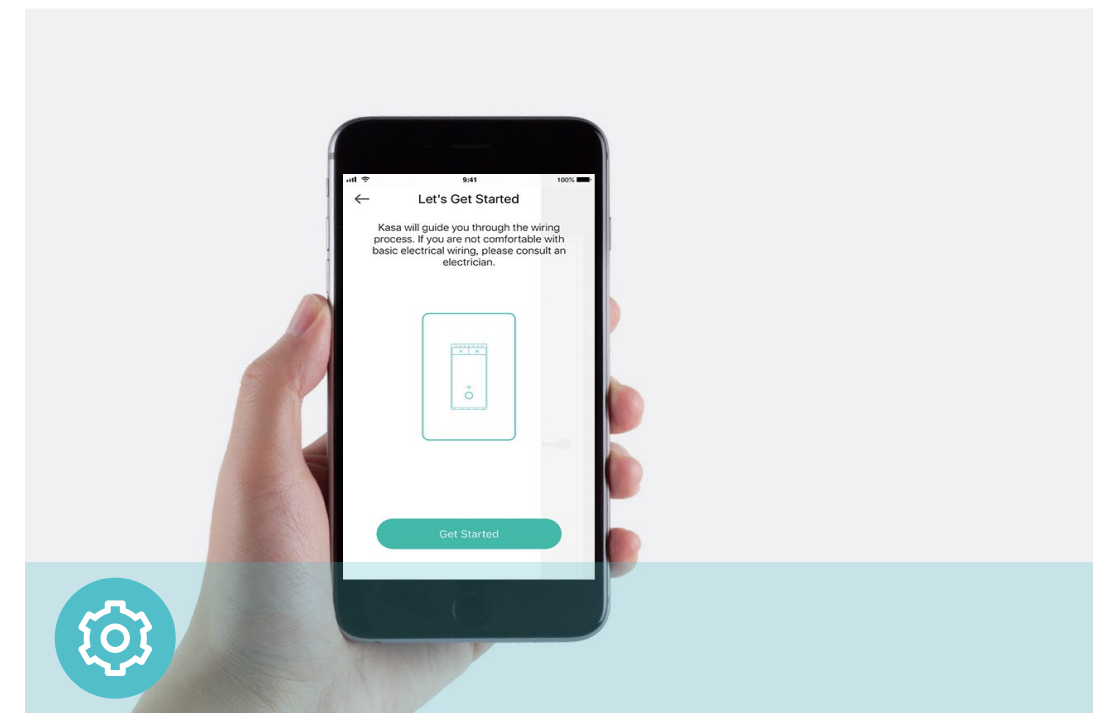 9:41
100%
Let's Get Started
Kasa will guide you through the wiring
process. If you are not comfortable with
basic electrical wiring, please consult an
electrician.
Get Started